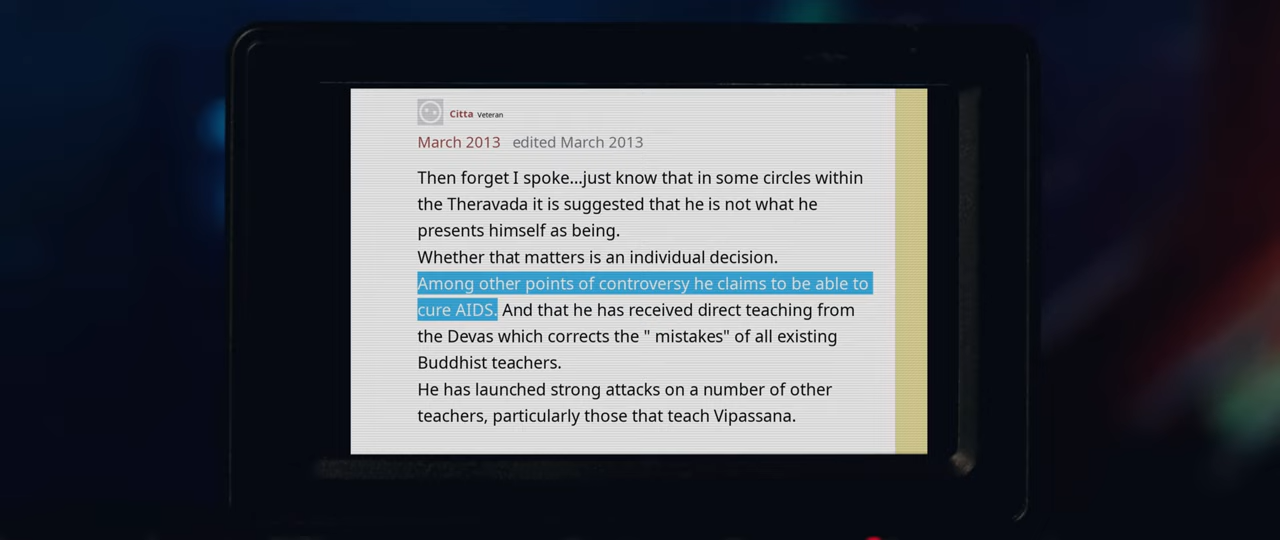 Citta Veteran
March 2013 edited March 2013
Then forget I spoke...just know that in some circles within
the Theravada it is suggested that he is not what he
presents himself as being.
Whether that matters is an individual decision.
Among other points of controversy he claims to be able to
cure AIDS. And that he has received direct teaching from
the Devas which corrects the " mistakes" of all existing
Buddhist teachers.
He has launched strong attacks on a number of other
teachers, particularly those that teach Vipassana.